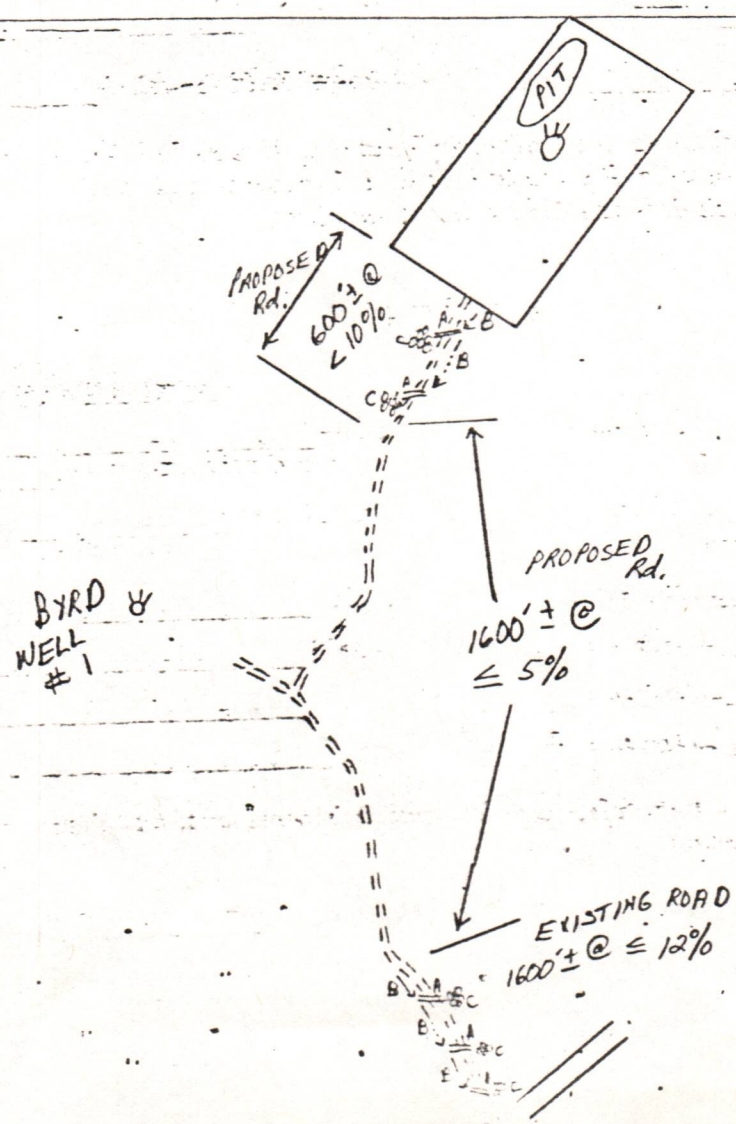 PIT
PROPOSED
Rd.
600'± @
< 10%
A
B
C
B
A
C
PROPOSED
Rd.
1600'± @
≤ 5%
BYRD
WELL
# 1
EXISTING ROAD
1600'± @ ≤ 12%
B A C
B A C
A C